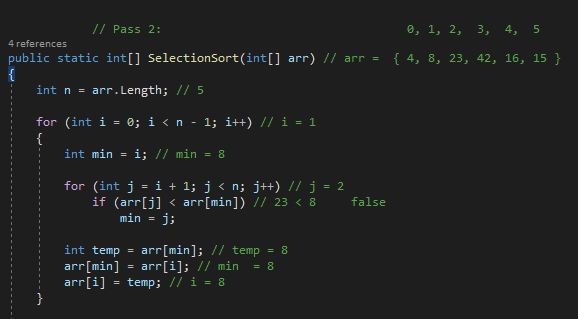 // Pass 2: 0, 1, 2, 3, 4, 5
4 references
public static int[] SelectionSort(int[] arr) // arr = { 4, 8, 23, 42, 16, 15 }
{
int n = arr.Length; // 5
for (int i = 0; i < n - 1; i++) // i = 1
{
int min = i; // min = 8
for (int j = i + 1; j < n; j++) // j = 2
if (arr[j] < arr[min]) // 23 < 8 false
min = j;
int temp = arr[min]; // temp = 8
arr[min] = arr[i]; // min = 8
arr[i] = temp; // i = 8
}